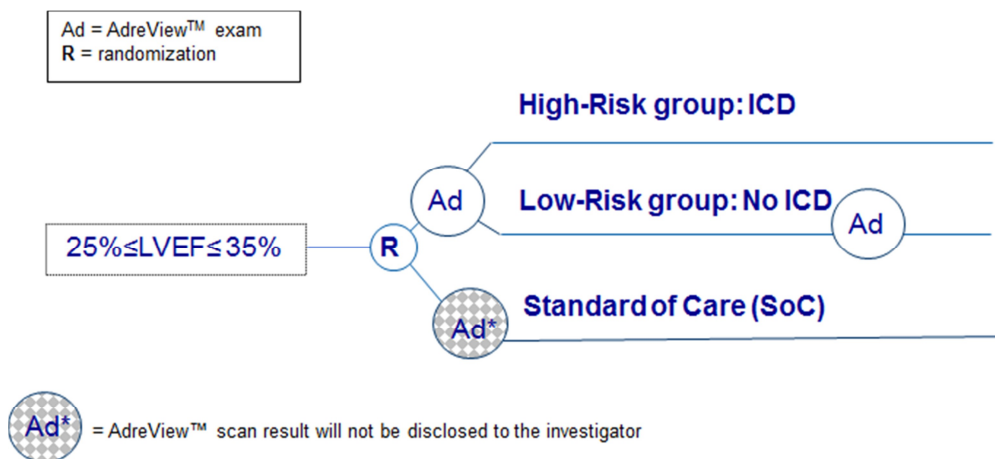 Ad = AdreView™ exam
R = randomization
High-Risk group: ICD
Ad
Low-Risk group: No ICD
Ad
25%≤LVEF≤35%
R
Ad*
Standard of Care (SoC)
Ad* = AdreView™ scan result will not be disclosed to the investigator